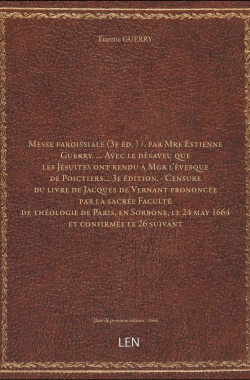 Étienne GUERRY
Messe paroissiale (3e éd. ) / . par Mre Estienne
Guerry, ... Avec le désaveu que
les Jésuites ont rendu à Mgr l'évesque
de Poictiers... 3e édition. - Censure
du livre de Jacques de Vernant prononcée
par la sacrée Faculté
de théologie de Paris, en Sorbone, le 24 may 1664
et confirmée le 26 suivant
LEN